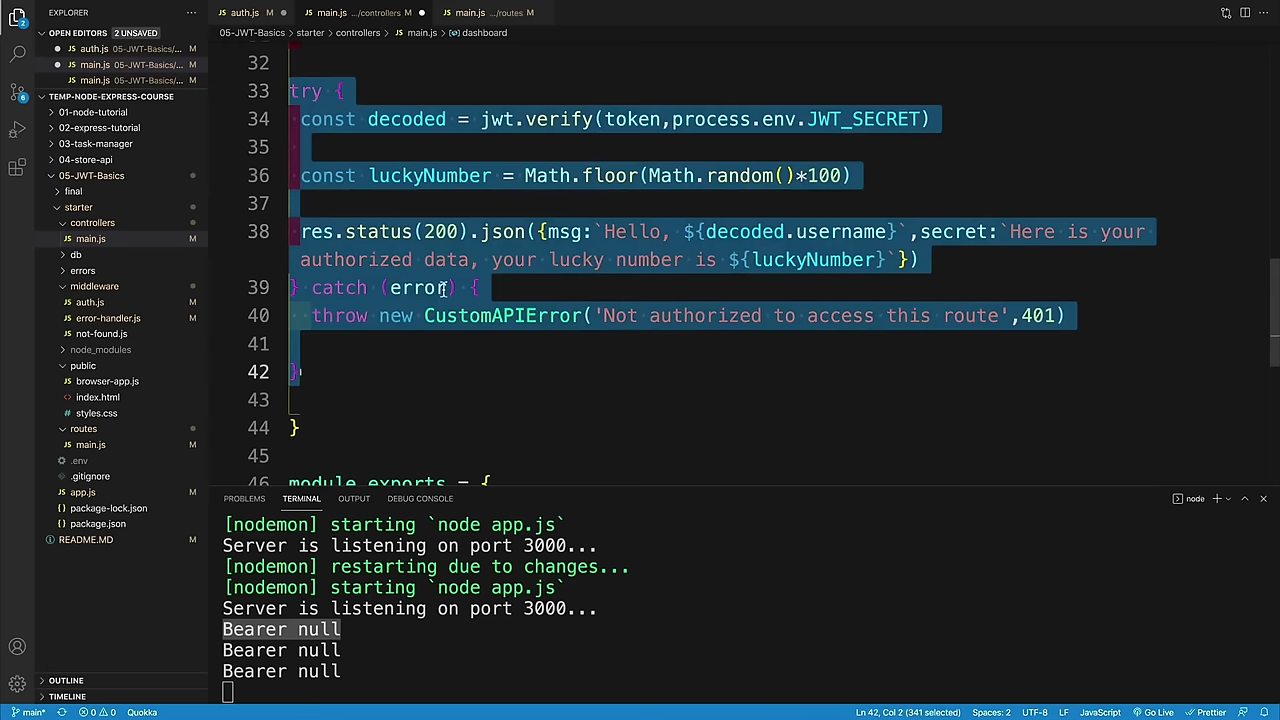 EXPLORER
OPEN EDITORS 2 UNSAVED
auth.js 05-JWT-Basics/... M
main.js 05-JWT-Basics/... M
main.js 05-JWT-Basics/... M
TEMP-NODE-EXPRESS-COURSE
01-node-tutorial
02-express-tutorial
03-task-manager
04-store-api
05-JWT-Basics
final
starter
controllers
main.js M
db
errors
middleware
auth.js M
error-handler.js M
not-found.js
node_modules
public
browser-app.js M
index.html M
styles.css M
routes
main.js M
.env
.gitignore
app.js M
package-lock.json M
package.json M
README.MD M
OUTLINE
TIMELINE
auth.js M
main.js .../controllers M
main.js .../routes M
05-JWT-Basics > starter > controllers > JS main.js > dashboard
32
33 try {
34 const decoded = jwt.verify(token,process.env.JWT_SECRET)
35
36 const luckyNumber = Math.floor(Math.random()*100)
37
38 res.status(200).json({msg:`Hello, ${decoded.username}`,secret:`Here is your
authorized data, your lucky number is ${luckyNumber}`})
39 } catch (error) {
40 throw new CustomAPIError('Not authorized to access this route',401)
41
42 }
43
44 }
45
46 module.exports = {
PROBLEMS TERMINAL OUTPUT DEBUG CONSOLE node
[nodemon] starting `node app.js`
Server is listening on port 3000...
[nodemon] restarting due to changes...
[nodemon] starting `node app.js`
Server is listening on port 3000...
Bearer null
Bearer null
Bearer null
main* 0 0 Quokka Ln 42, Col 2 (341 selected) Spaces: 2 UTF-8 LF JavaScript Go Live Prettier